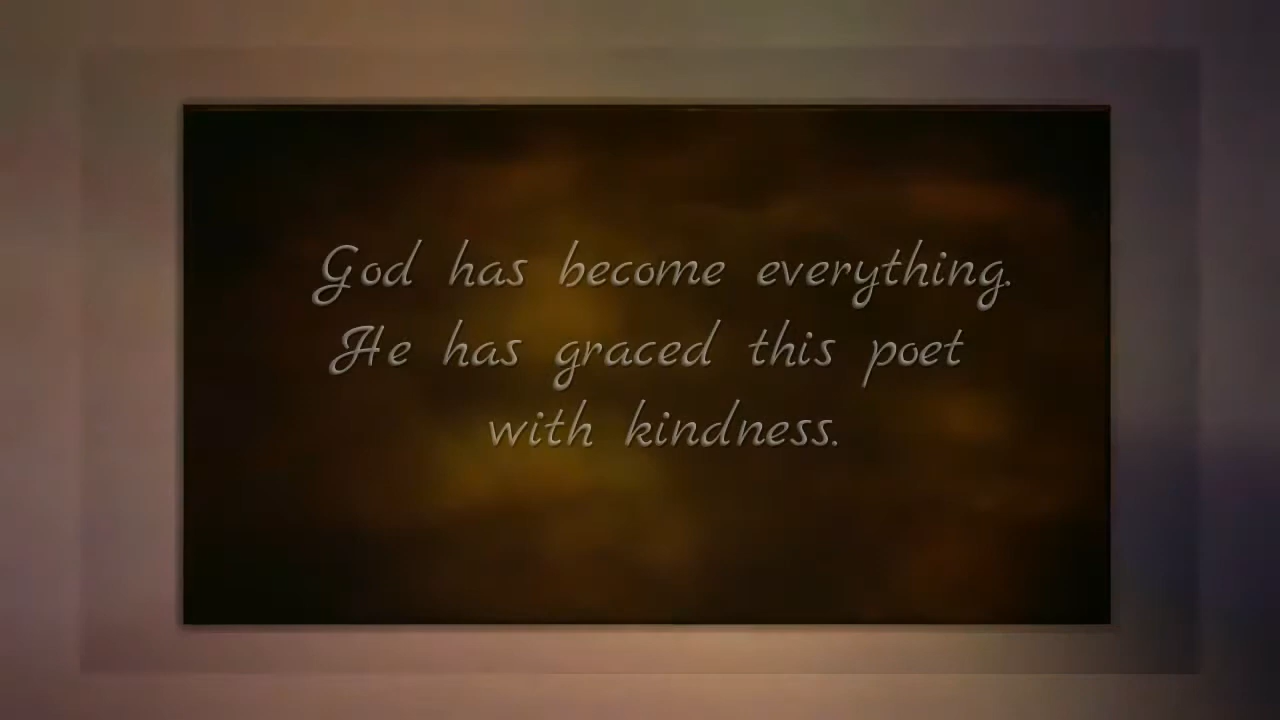 God has become everything.
He has graced this poet
with kindness.